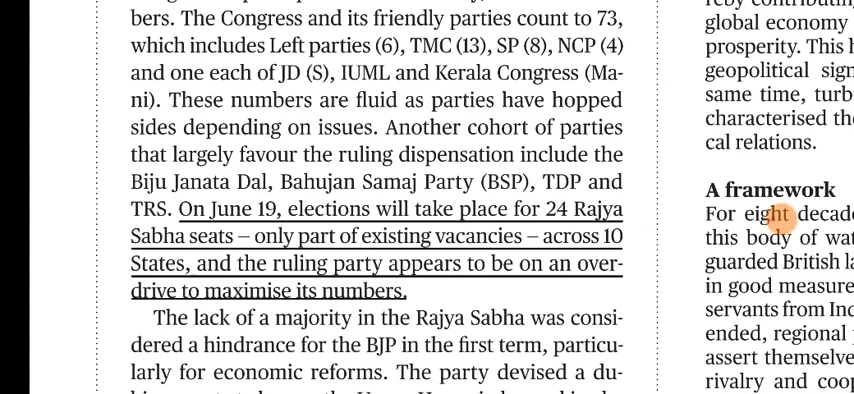 bers. The Congress and its friendly parties count to 73,
which includes Left parties (6), TMC (13), SP (8), NCP (4)
and one each of JD (S), IUML and Kerala Congress (Ma-
ni). These numbers are fluid as parties have hopped
sides depending on issues. Another cohort of parties
that largely favour the ruling dispensation include the
Biju Janata Dal, Bahujan Samaj Party (BSP), TDP and
TRS. On June 19, elections will take place for 24 Rajya
Sabha seats – only part of existing vacancies – across 10
States, and the ruling party appears to be on an over-
drive to maximise its numbers.
The lack of a majority in the Rajya Sabha was consi-
dered a hindrance for the BJP in the first term, particu-
larly for economic reforms. The party devised a du-
global economy
prosperity. This h
geopolitical sign
same time, turb
characterised the
cal relations.
A framework
For eight decade
this body of wat
guarded British la
in good measure
servants from Ind
ended, regional
assert themselve
rivalry and coop